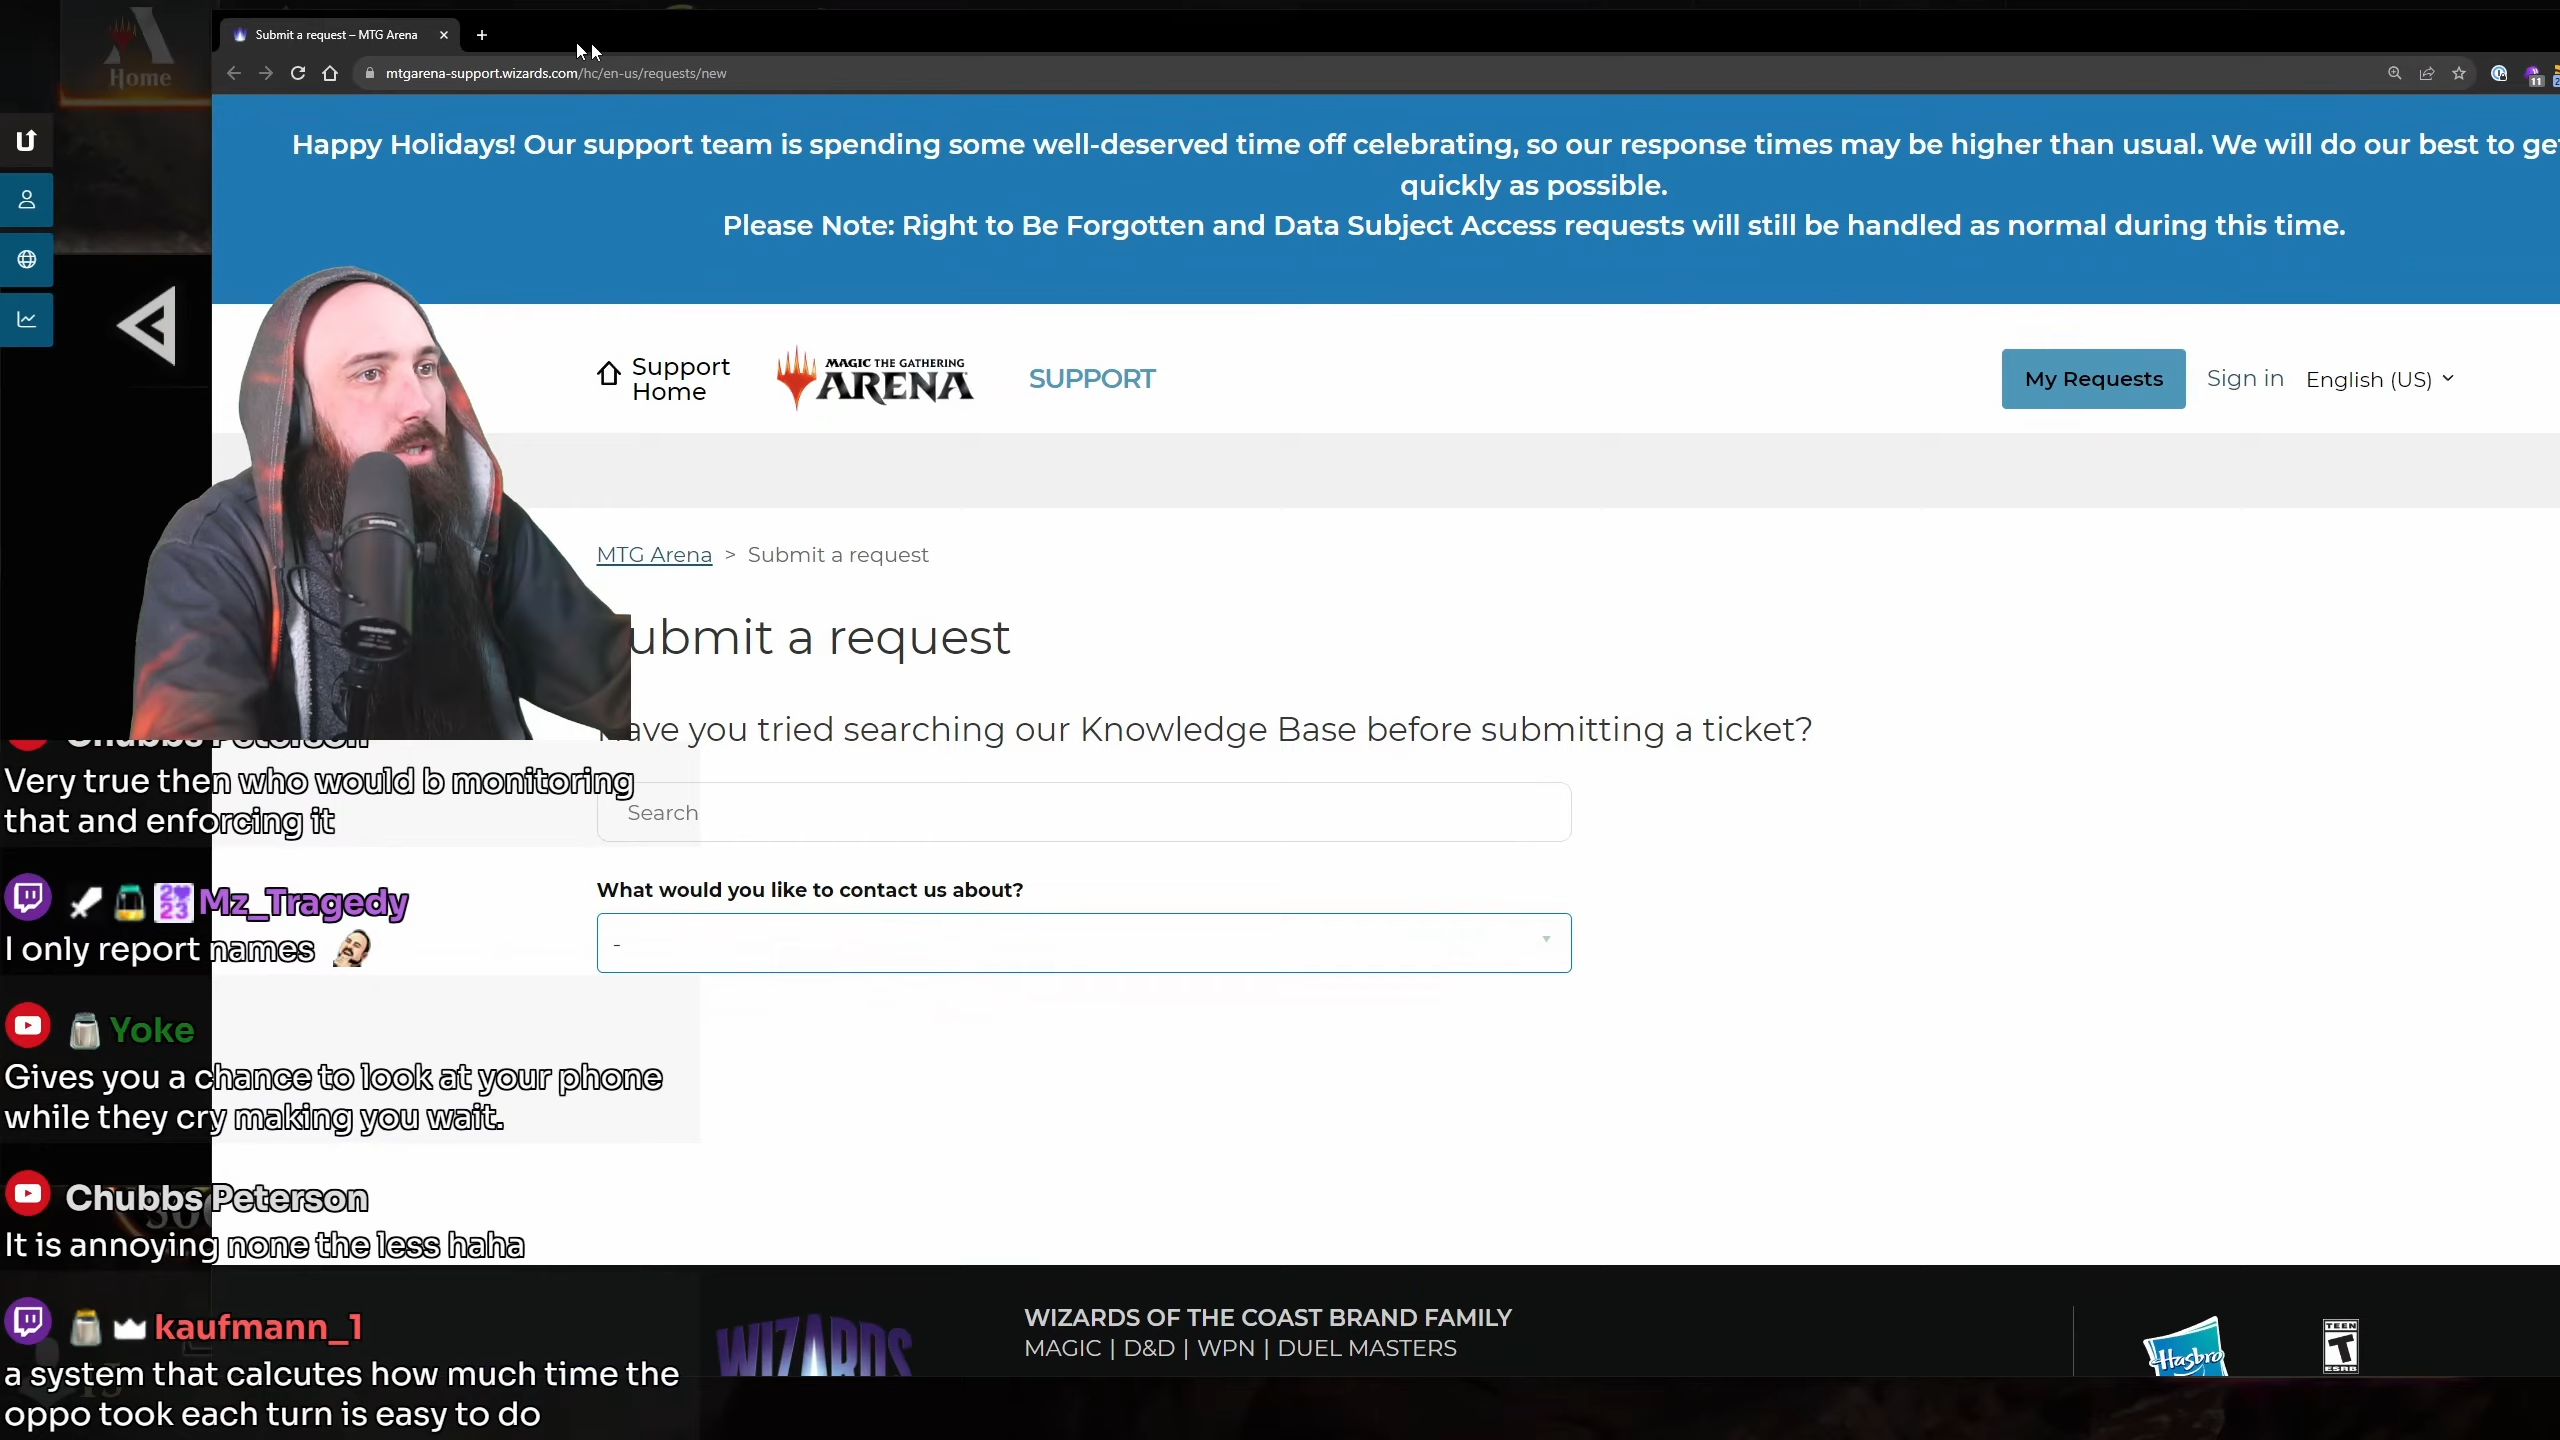 Submit a request – MTG Arena
Home
mtgarena-support.wizards.com/hc/en-us/requests/new
11
Happy Holidays! Our support team is spending some well-deserved time off celebrating, so our response times may be higher than usual. We will do our best to ge
quickly as possible.
Please Note: Right to Be Forgotten and Data Subject Access requests will still be handled as normal during this time.
Support
Home
MAGIC THE GATHERING
ARENA
SUPPORT
My Requests
Sign in
English (US)
MTG Arena > Submit a request
ubmit a request
ave you tried searching our Knowledge Base before submitting a ticket?
Search
What would you like to contact us about?
-
Chubbs Peterson
Very true then who would b monitoring
that and enforcing it
2 23 Mz_Tragedy
I only report names
Yoke
Gives you a chance to look at your phone
while they cry making you wait.
Chubbs Peterson
It is annoying none the less haha
kaufmann_1
a system that calcutes how much time the
oppo took each turn is easy to do
WIZARDS
WIZARDS OF THE COAST BRAND FAMILY
MAGIC | D&D | WPN | DUEL MASTERS
Hasbro
TEEN
T
ESRB